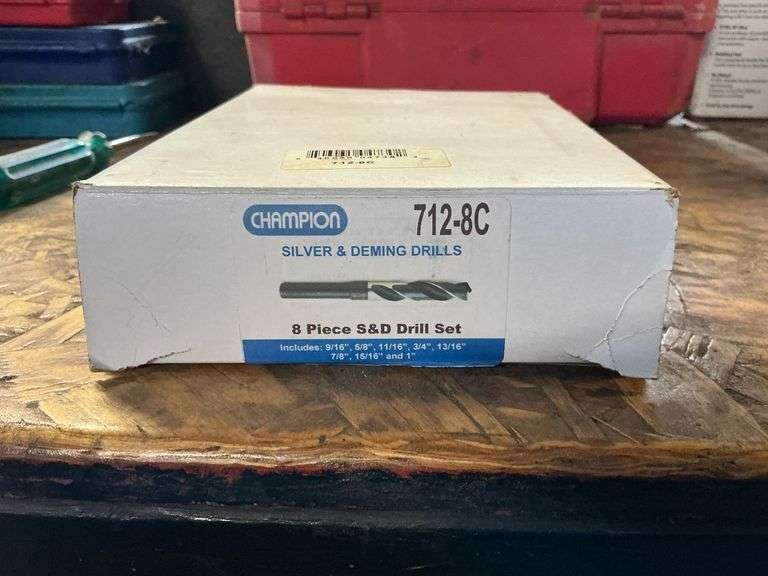 712-8C
CHAMPION
712-8C
SILVER & DEMING DRILLS
8 Piece S&D Drill Set
Includes: 9/16", 5/8", 11/16", 3/4", 13/16"
7/8", 15/16" and 1"